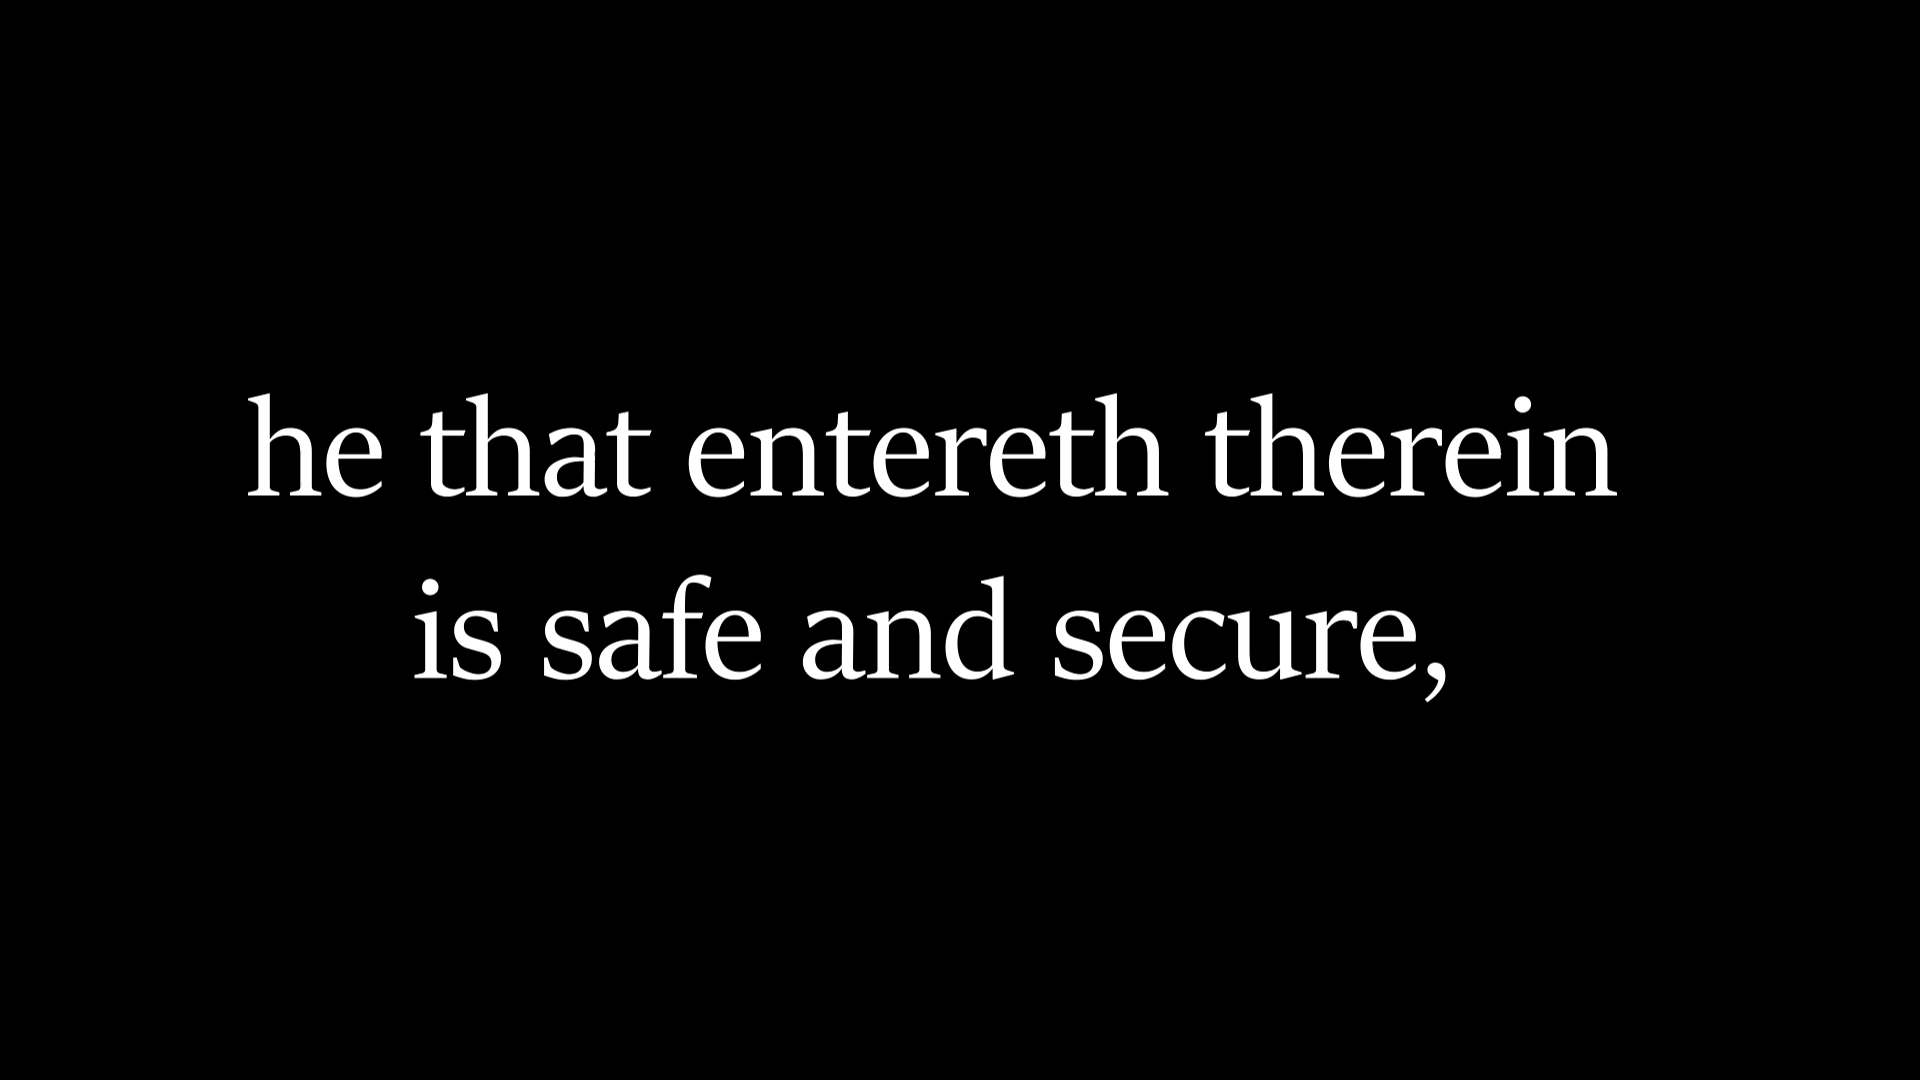 he that entereth therein
is safe and secure,